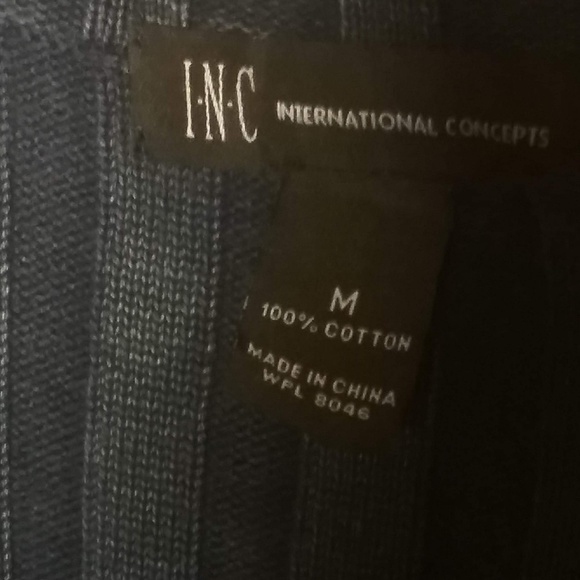 I·N·C INTERNATIONAL CONCEPTS
M
100% COTTON
MADE IN CHINA
WPL 8046